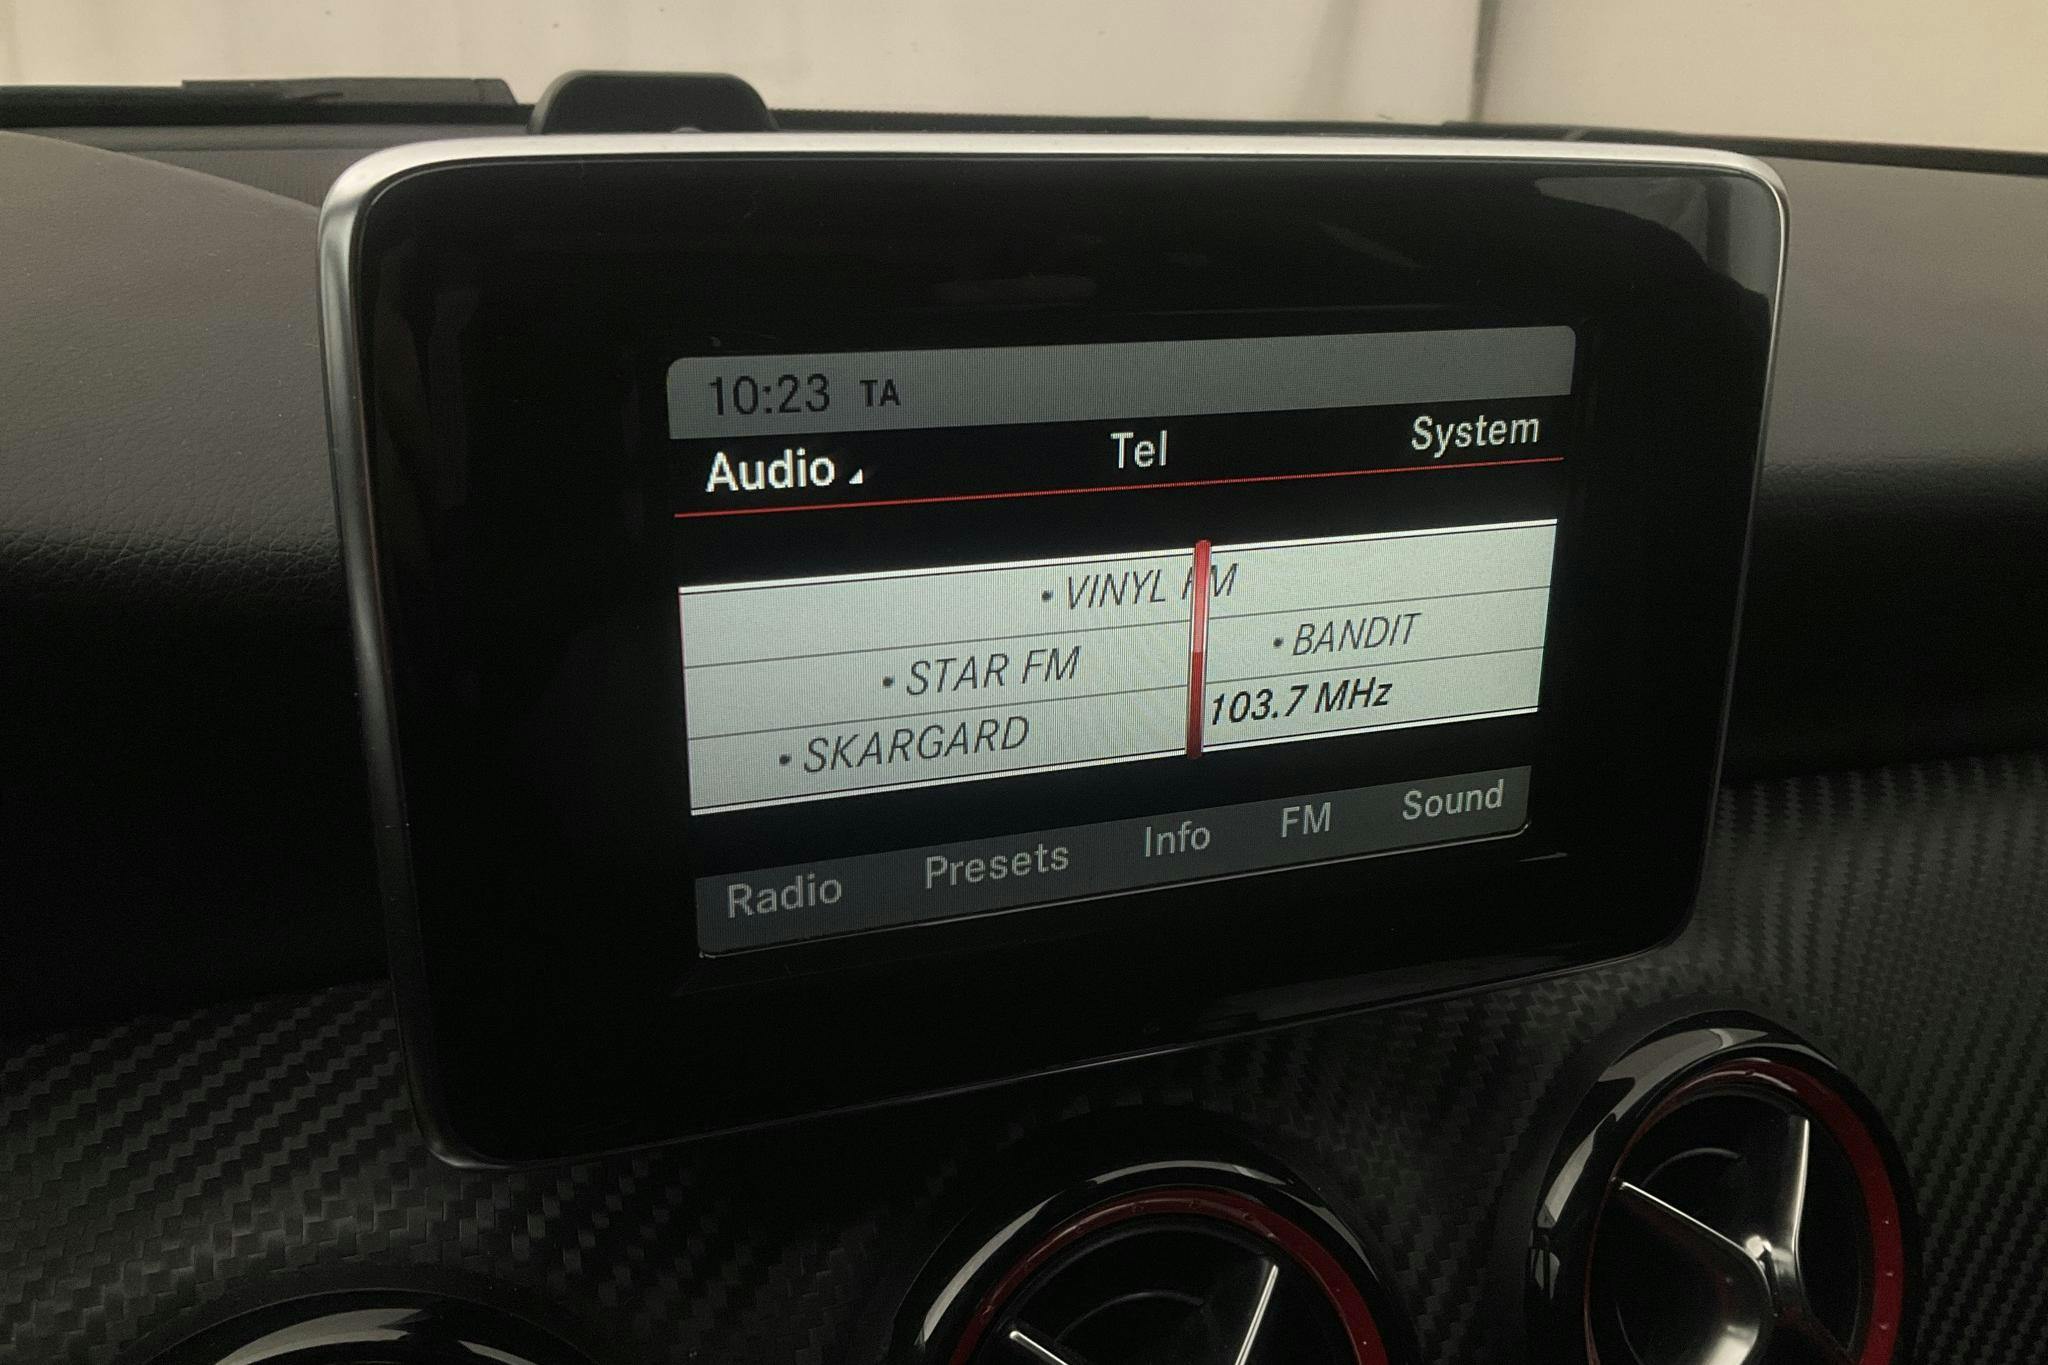 10:23 TA
Audio Tel System
• VINYL FM
• BANDIT
• STAR FM
103.7 MHz
• SKARGARD
Radio Presets Info FM Sound